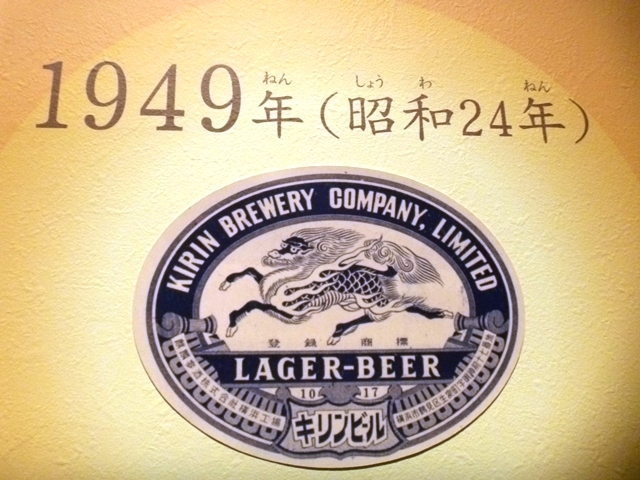 ねん しょう わ ねん
1949年(昭和24年)
KIRIN BREWERY COMPANY, LIMITED
登録商標
LAGER-BEER
10 17
キリンビール